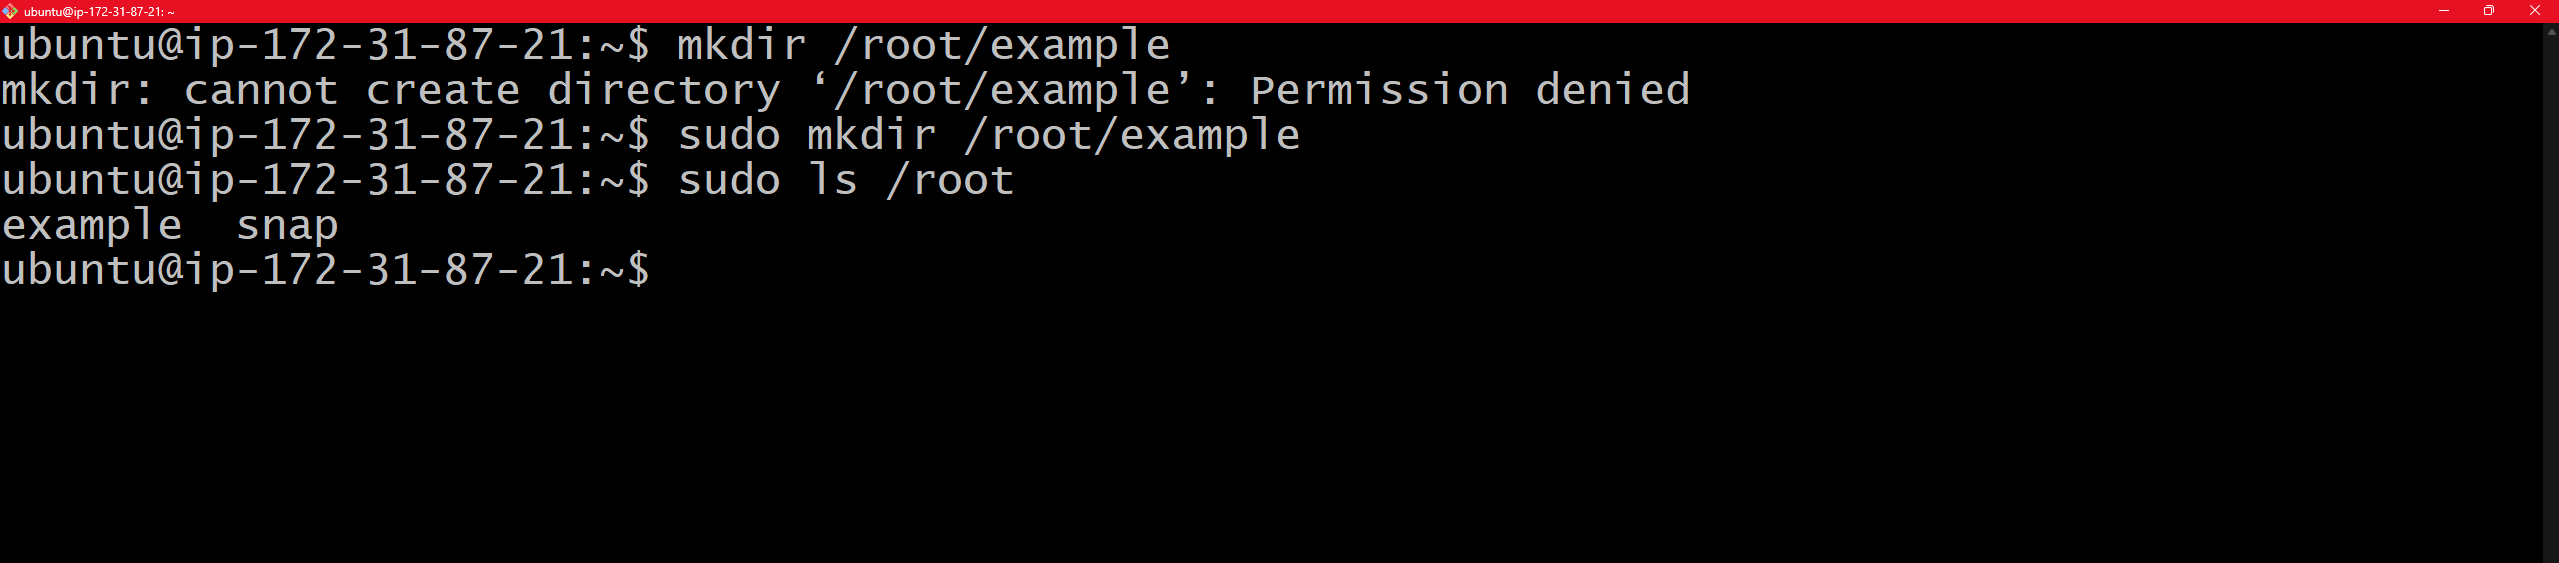 ubuntu@ip-172-31-87-21: ~
ubuntu@ip-172-31-87-21:~$ mkdir /root/example
mkdir: cannot create directory ‘/root/example’: Permission denied
ubuntu@ip-172-31-87-21:~$ sudo mkdir /root/example
ubuntu@ip-172-31-87-21:~$ sudo ls /root
example  snap
ubuntu@ip-172-31-87-21:~$